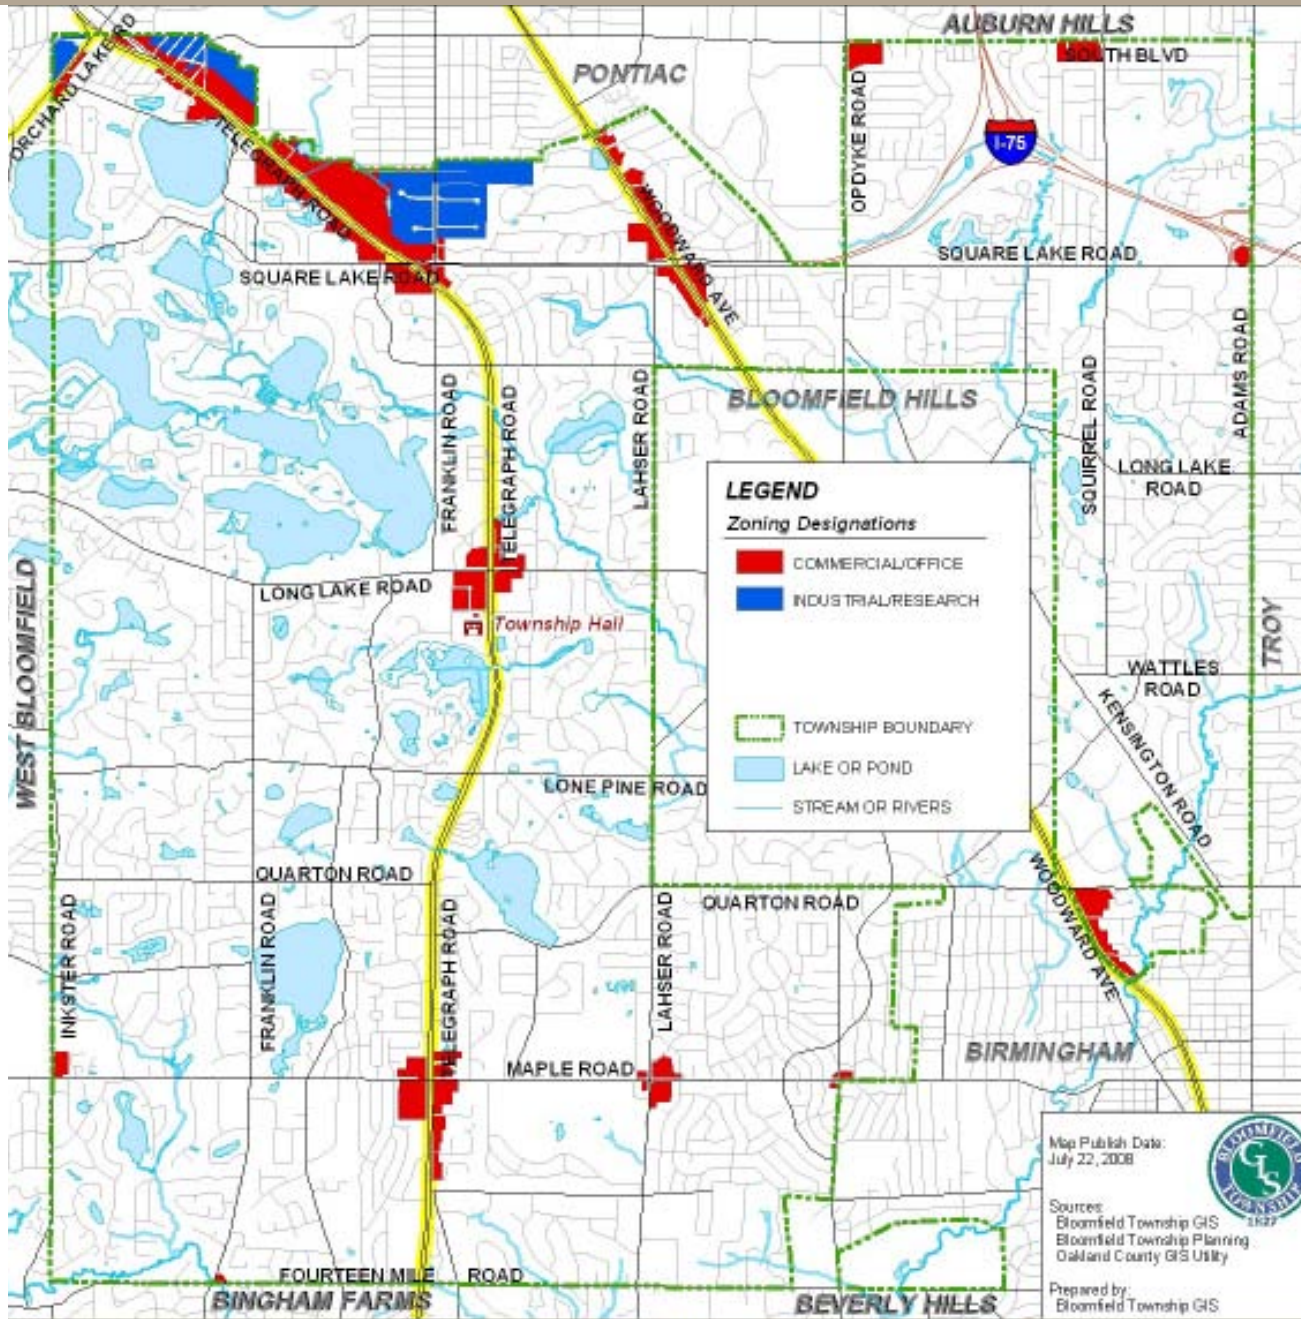 AUBURN HILLS
SOUTH BLVD
PONTIAC
ORCHARD LAKE RD
TELEGRAPH ROAD
OPDYKE ROAD
I-75
WOODWARD AVE
SQUARE LAKE ROAD
SQUARE LAKE ROAD
ADAMS ROAD
FRANKLIN ROAD
TELEGRAPH ROAD
LAHSER ROAD
BLOOMFIELD HILLS
SQUIRREL ROAD
LONG LAKE
ROAD
LEGEND
Zoning Designations
COMMERCIAL/OFFICE
INDUSTRIAL/RESEARCH
TOWNSHIP BOUNDARY
LAKE OR POND
STREAM OR RIVERS
WEST BLOOMFIELD
LONG LAKE ROAD
Township Hall
TROY
WATTLES
ROAD
KENSINGTON ROAD
LONE PINE ROAD
QUARTON ROAD
QUARTON ROAD
WOODWARD AVE
INKSTER ROAD
FRANKLIN ROAD
TELEGRAPH ROAD
LAHSER ROAD
MAPLE ROAD
BIRMINGHAM
FOURTEEN MILE ROAD
BINGHAM FARMS
BEVERLY HILLS
Map Publish Date:
July 22, 2008
BLOOMFIELD
GIS
TOWNSHIP
1827
Sources:
Bloomfield Township GIS
Bloomfield Township Planning
Oakland County GIS Utility
Prepared by:
Bloomfield Township GIS